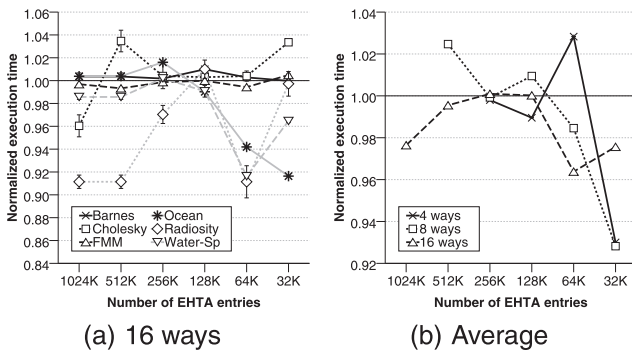 1.06
1.04
1.02
1.00
0.98
0.96
0.94
0.92
0.90
0.88
0.86
0.84
Normalized execution time
Barnes
Cholesky
FMM
Ocean
Radiosity
Water-Sp
1024K 512K 256K 128K 64K 32K
Number of EHTA entries
(a) 16 ways
1.04
1.02
1.00
0.98
0.96
0.94
0.92
Normalized execution time
4 ways
8 ways
16 ways
1024K 512K 256K 128K 64K 32K
Number of EHTA entries
(b) Average